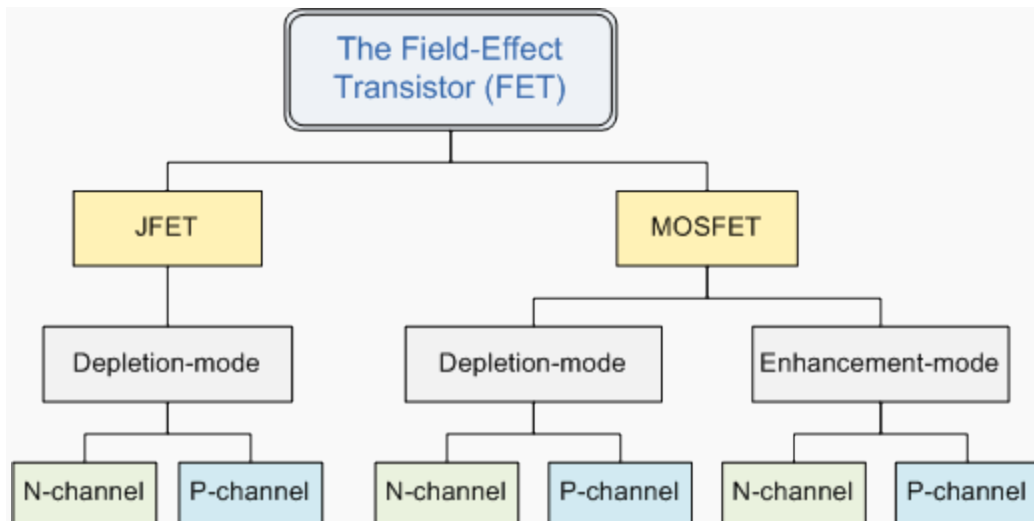 The Field-Effect
Transistor (FET)
JFET
MOSFET
Depletion-mode
Depletion-mode
Enhancement-mode
N-channel
P-channel
N-channel
P-channel
N-channel
P-channel